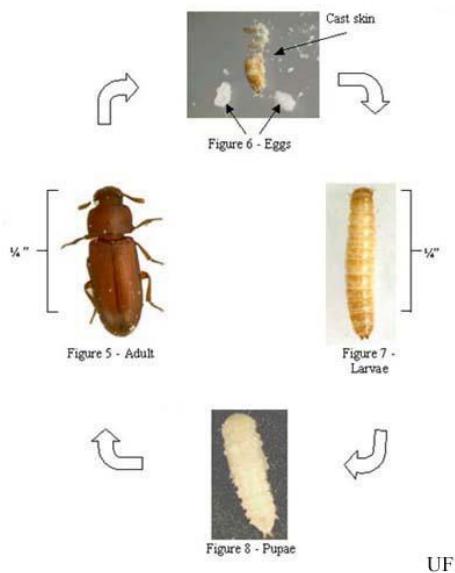 Cast skin
Figure 6 - Eggs
¼"
¼"
Figure 5 - Adult
Figure 7 -
Larvae
Figure 8 - Pupae
UF